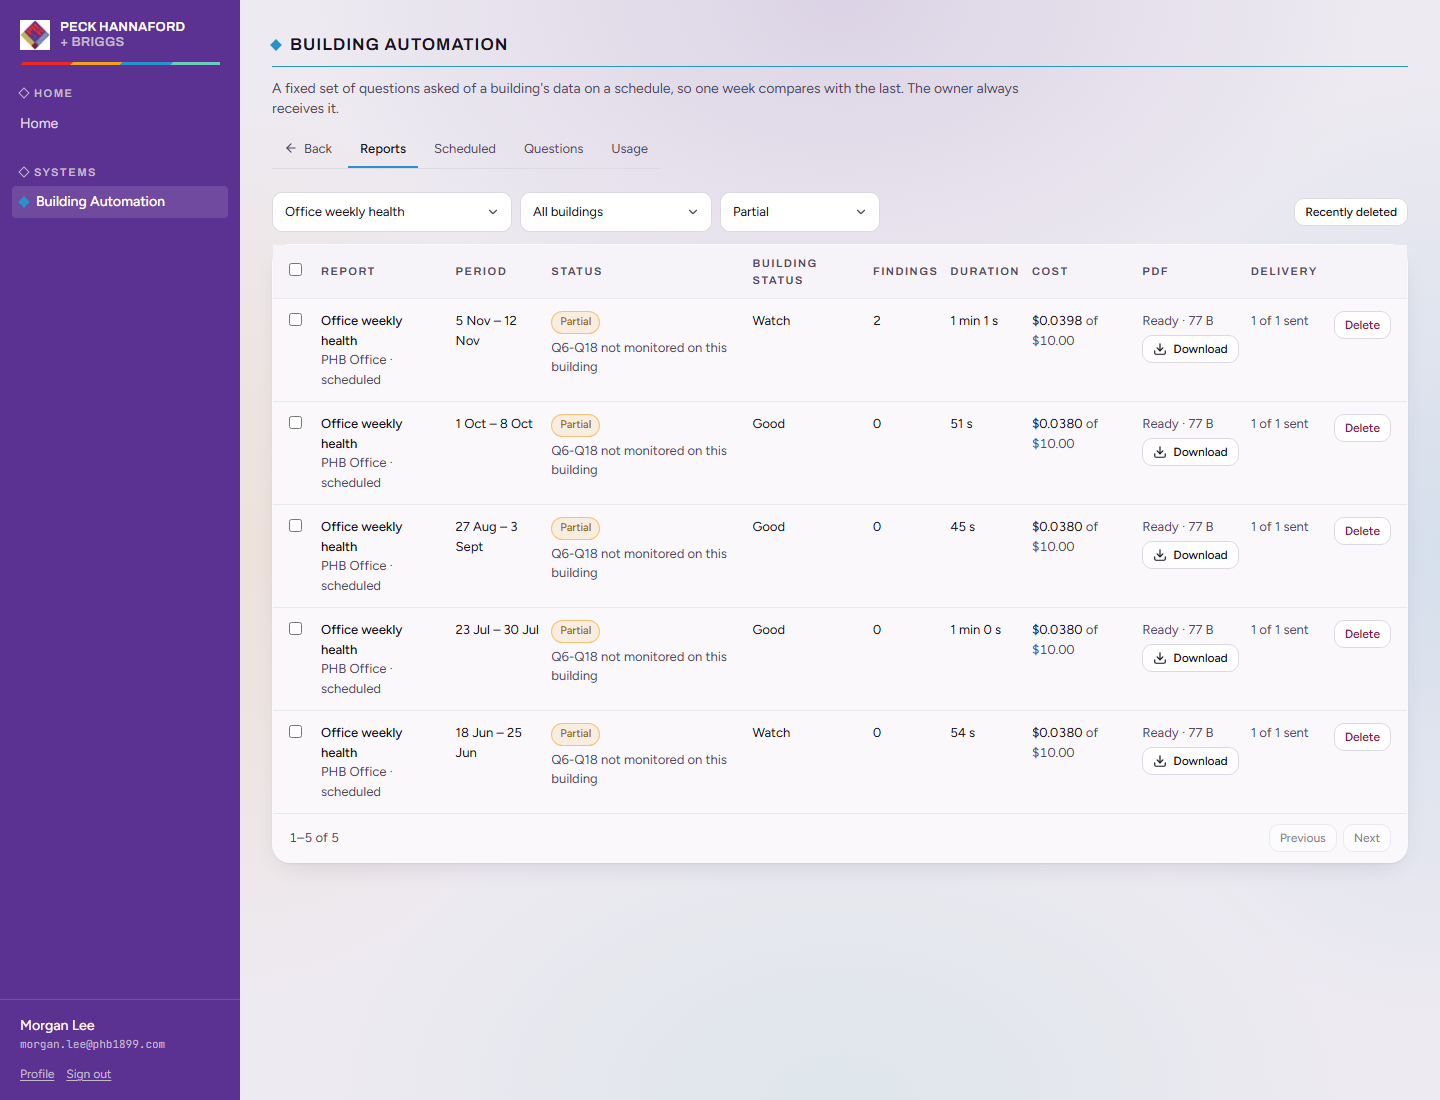 PECK HANNAFORD
+ BRIGGS
HOME
Home
SYSTEMS
Building Automation
Morgan Lee
morgan.lee@phb1899.com
Profile Sign out
BUILDING AUTOMATION
A fixed set of questions asked of a building's data on a schedule, so one week compares with the last. The owner always
receives it.
Back Reports Scheduled Questions Usage
Office weekly health All buildings Partial Recently deleted
REPORT PERIOD STATUS BUILDING STATUS FINDINGS DURATION COST PDF DELIVERY
Office weekly 5 Nov – 12 Partial Watch 2 1 min 1 s $0.0398 of Ready · 77 B 1 of 1 sent Delete
health Nov Q6-Q18 not monitored on this $10.00 Download
PHB Office · building
scheduled
Office weekly 1 Oct – 8 Oct Partial Good 0 51 s $0.0380 of Ready · 77 B 1 of 1 sent Delete
health Q6-Q18 not monitored on this $10.00 Download
PHB Office · building
scheduled
Office weekly 27 Aug – 3 Partial Good 0 45 s $0.0380 of Ready · 77 B 1 of 1 sent Delete
health Sept Q6-Q18 not monitored on this $10.00 Download
PHB Office · building
scheduled
Office weekly 23 Jul – 30 Jul Partial Good 0 1 min 0 s $0.0380 of Ready · 77 B 1 of 1 sent Delete
health Q6-Q18 not monitored on this $10.00 Download
PHB Office · building
scheduled
Office weekly 18 Jun – 25 Partial Watch 0 54 s $0.0380 of Ready · 77 B 1 of 1 sent Delete
health Jun Q6-Q18 not monitored on this $10.00 Download
PHB Office · building
scheduled
1–5 of 5 Previous Next